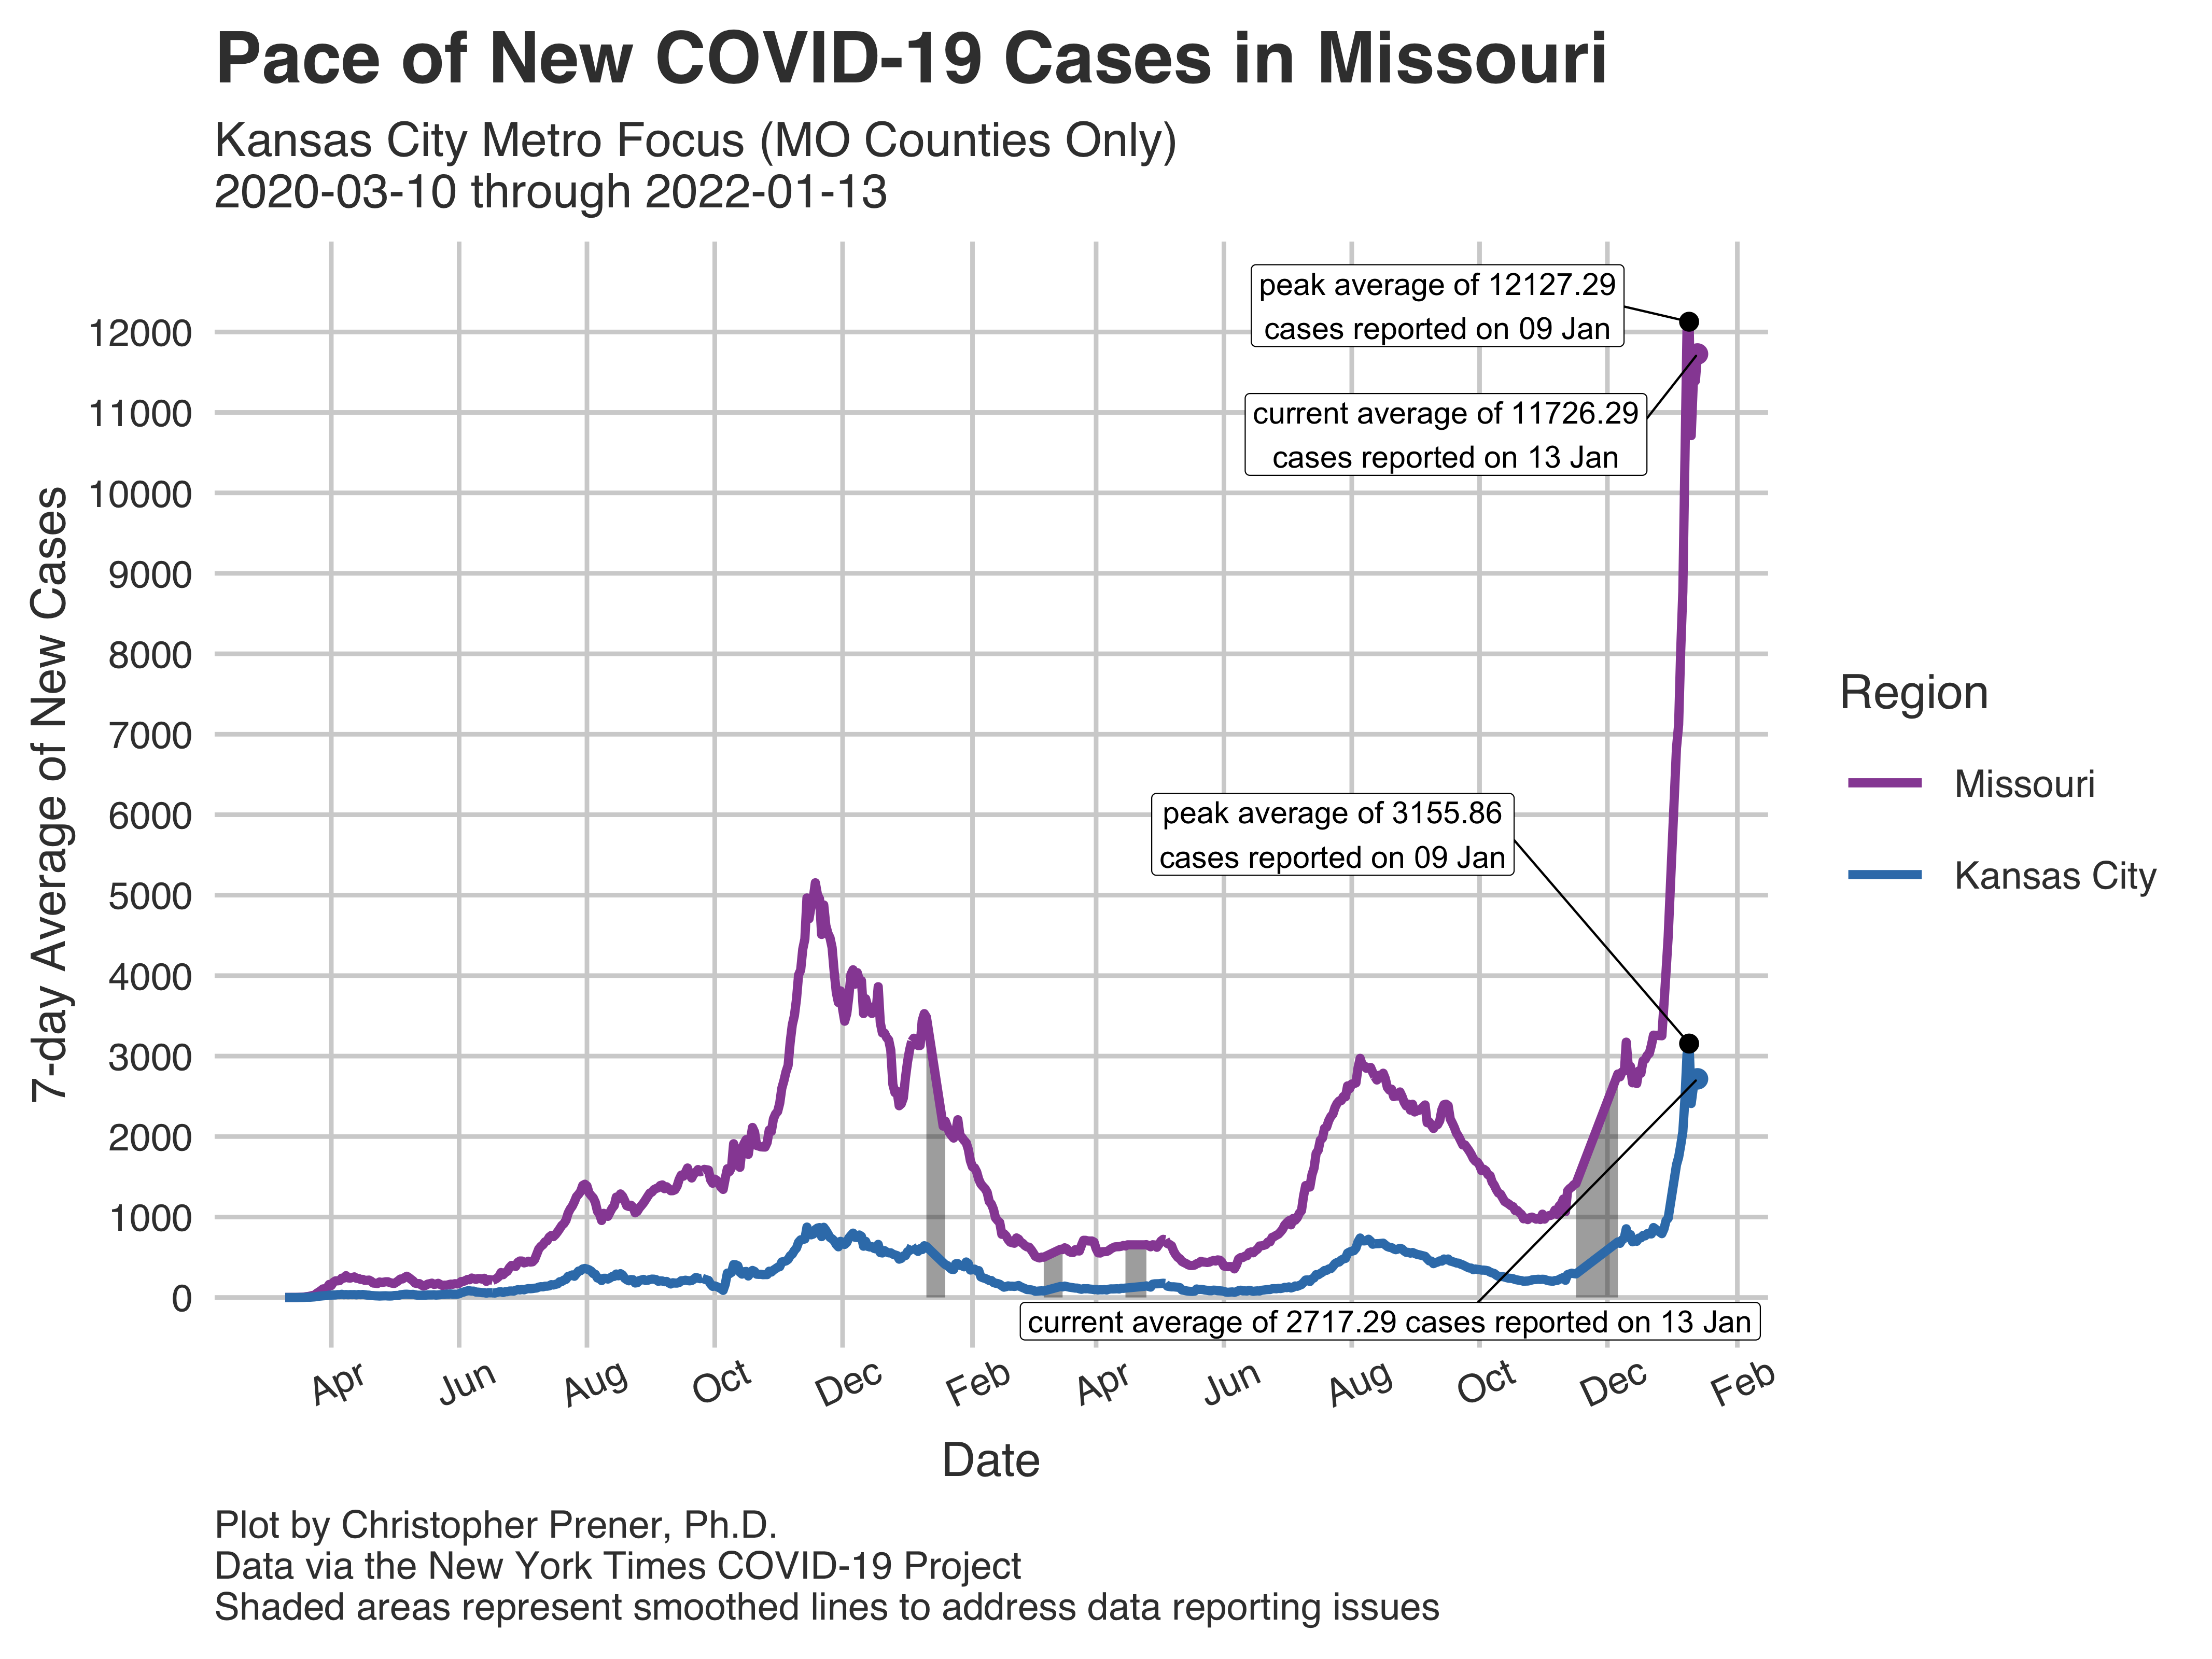 Pace of New COVID-19 Cases in Missouri
Kansas City Metro Focus (MO Counties Only)
2020-03-10 through 2022-01-13
peak average of 12127.29
cases reported on 09 Jan
current average of 11726.29
cases reported on 13 Jan
peak average of 3155.86
cases reported on 09 Jan
current average of 2717.29 cases reported on 13 Jan
7-day Average of New Cases
12000
11000
10000
9000
8000
7000
6000
5000
4000
3000
2000
1000
0
Apr
Jun
Aug
Oct
Dec
Feb
Apr
Jun
Aug
Oct
Dec
Feb
Date
Region
Missouri
Kansas City
Plot by Christopher Prener, Ph.D.
Data via the New York Times COVID-19 Project
Shaded areas represent smoothed lines to address data reporting issues